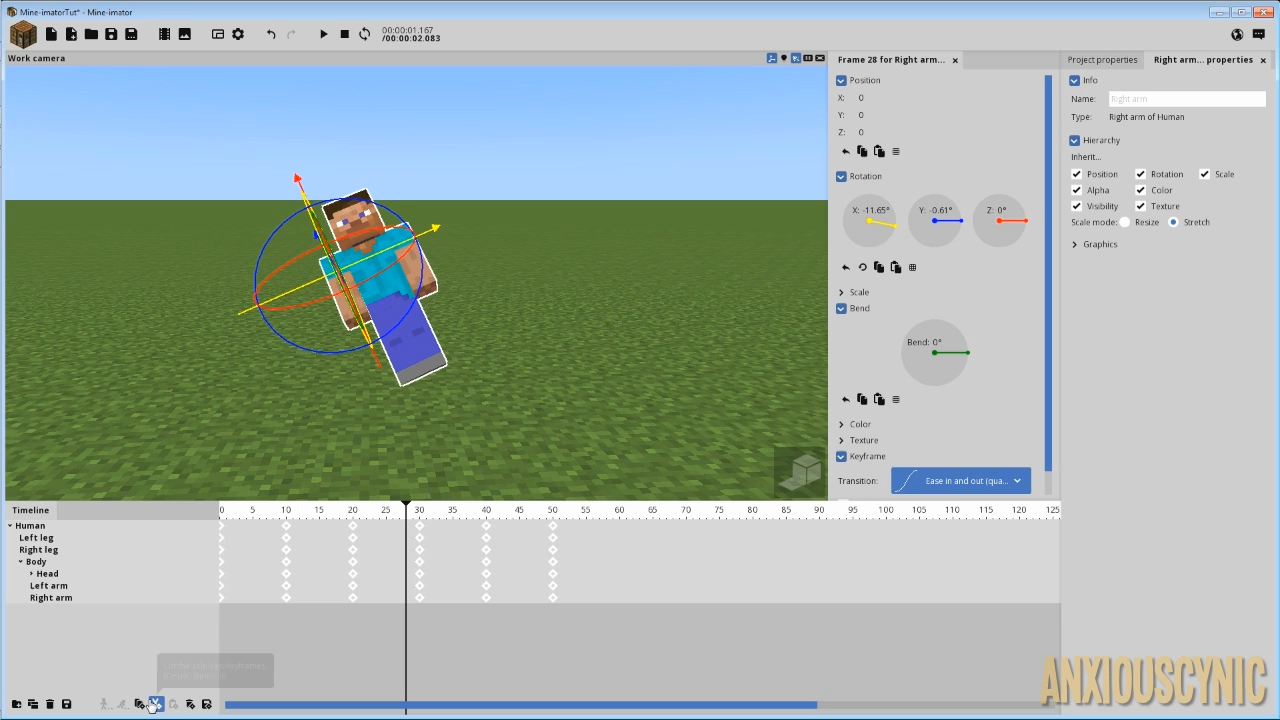 Mine-imatorTut* - Mine-imator
00:00:01.167
/00:00:02.083
Work camera
Frame 28 for Right arm...
Position
X: 0
Y: 0
Z: 0
Rotation
X: -11.65° Y: -0.61° Z: 0°
Scale
Bend
Bend: 0°
Color
Texture
Keyframe
Transition: Ease in and out (qua...
Project properties Right arm... properties
Info
Name: Right arm
Type: Right arm of Human
Hierarchy
Inherit...
Position Rotation Scale
Alpha Color
Visibility Texture
Scale mode: Resize Stretch
Graphics
Timeline
0 5 10 15 20 25 30 35 40 45 50 55 60 65 70 75 80 85 90 95 100 105 110 115 120 125
Human
Left leg
Right leg
Body
Head
Left arm
Right arm
ANXIOUSCYNIC